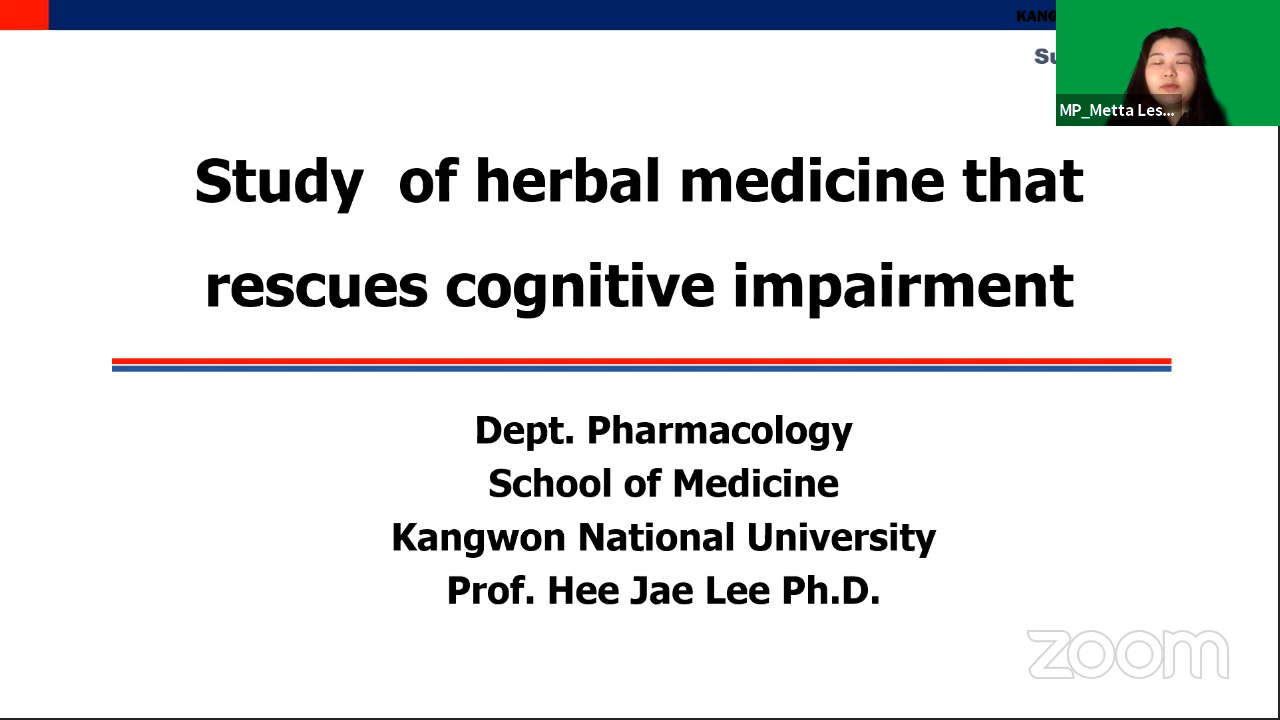 KANG
Su
MP_Metta Les...
Study of herbal medicine that
rescues cognitive impairment
Dept. Pharmacology
School of Medicine
Kangwon National University
Prof. Hee Jae Lee Ph.D.
zoom